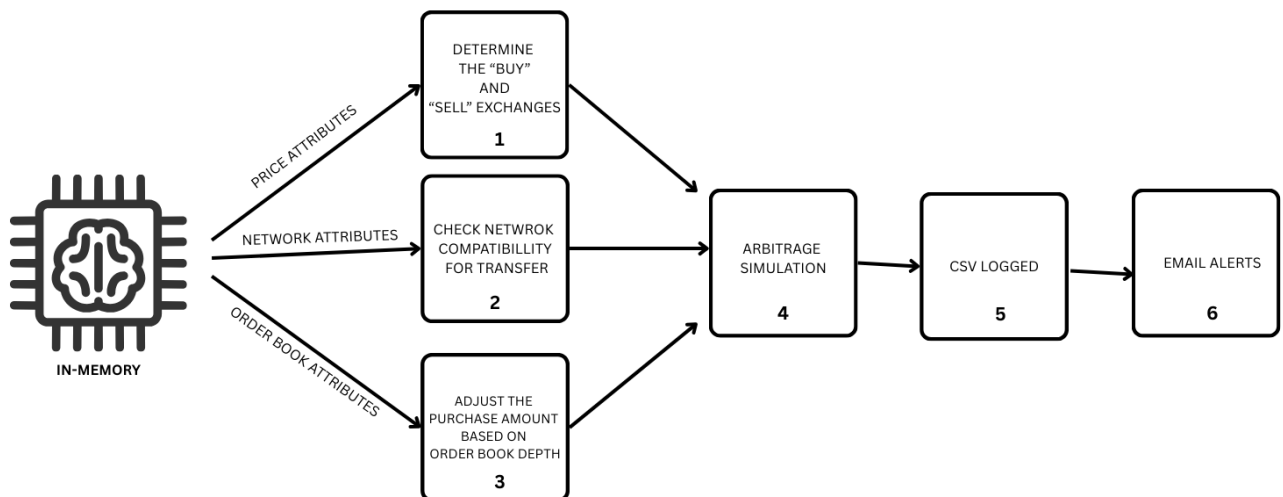 IN-MEMORY
PRICE ATTRIBUTES
NETWORK ATTRIBUTES
ORDER BOOK ATTRIBUTES
DETERMINE
THE “BUY”
AND
“SELL” EXCHANGES
1
CHECK NETWROK
COMPATIBILLITY
FOR TRANSFER
2
ADJUST THE
PURCHASE AMOUNT
BASED ON
ORDER BOOK DEPTH
3
ARBITRAGE
SIMULATION
4
CSV LOGGED
5
EMAIL ALERTS
6